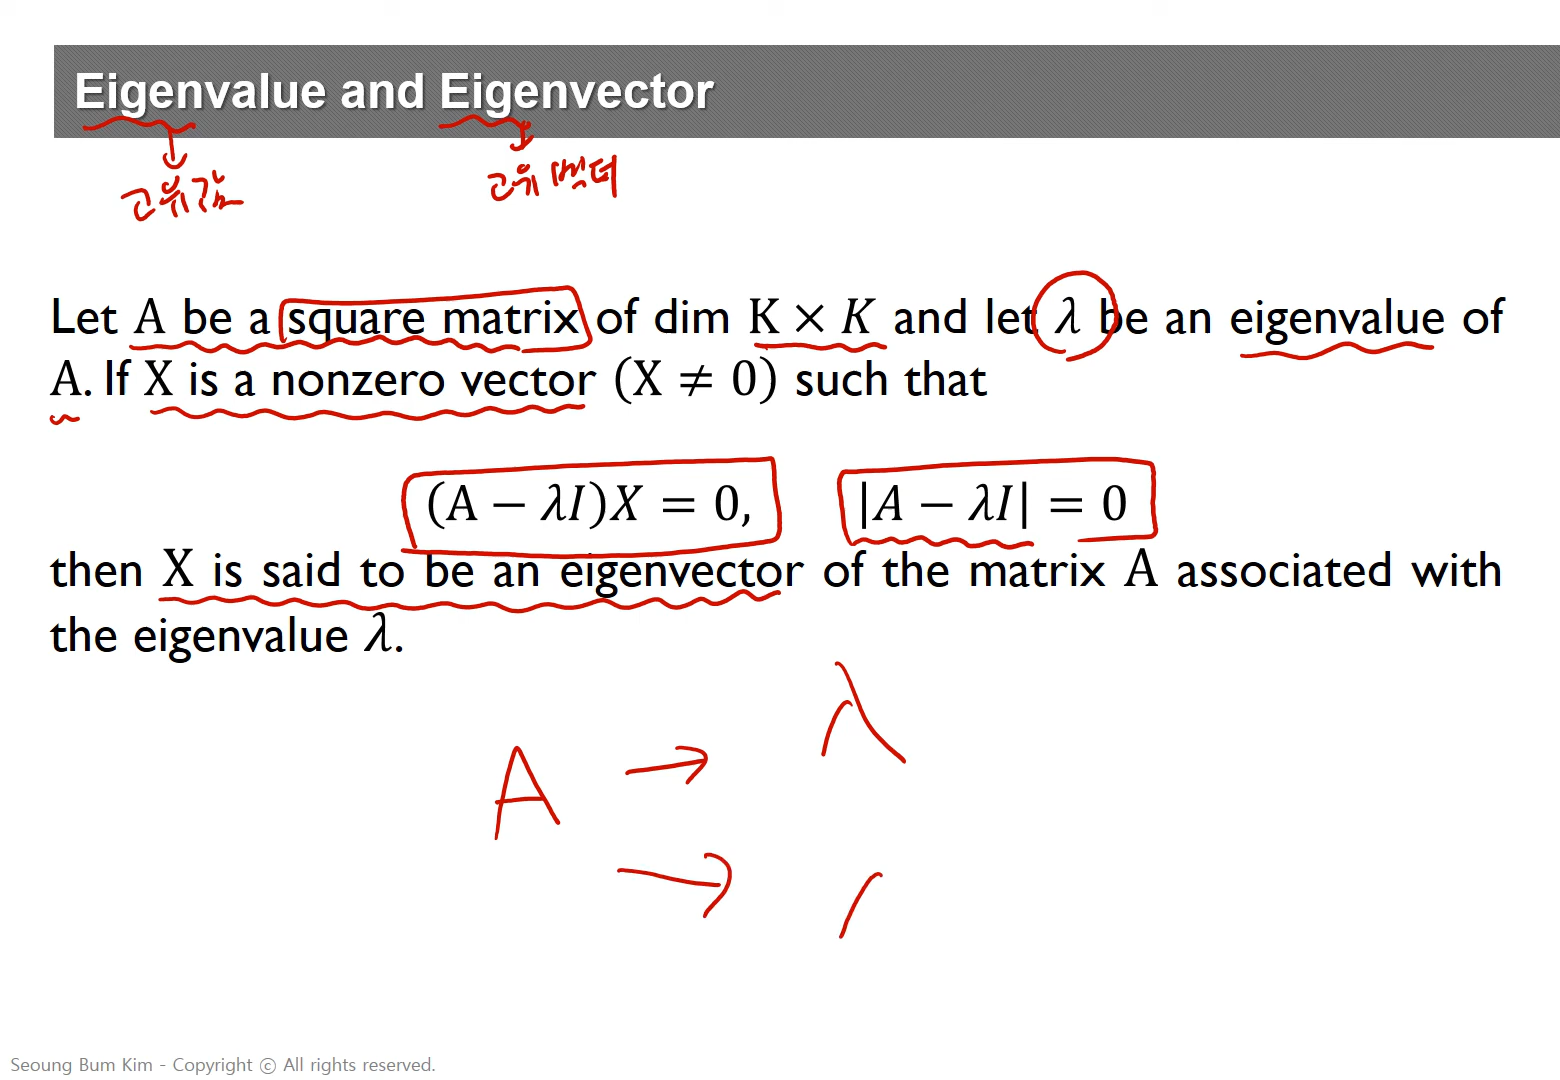 Eigenvalue and Eigenvector
고유값 고유벡터
Let A be a square matrix of dim K × K and let λ be an eigenvalue of
A. If X is a nonzero vector (X ≠ 0) such that
(A − λI)X = 0, |A − λI| = 0
then X is said to be an eigenvector of the matrix A associated with
the eigenvalue λ.
A → λ
→
Seoung Bum Kim - Copyright ⓒ All rights reserved.